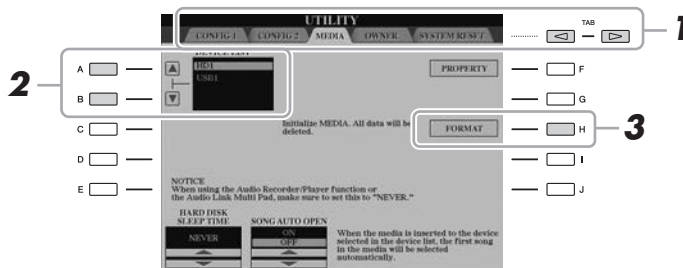 UTILITY
CONFIG 1 CONFIG 2 MEDIA OWNER SYSTEM RESET
TAB
1
DEVICE LIST
HD1
USB1
PROPERTY
A
B
C
D
E
F
G
H
I
J
2
3
Initialize MEDIA. All data will be
deleted.
FORMAT
NOTICE
When using the Audio Recorder/Player function or
the Audio Link Multi Pad, make sure to set this to "NEVER."
HARD DISK
SLEEP TIME
NEVER
SONG AUTO OPEN
ON
OFF
When the media is inserted to the device
selected in the device list, the first song
in the media will be selected
automatically.